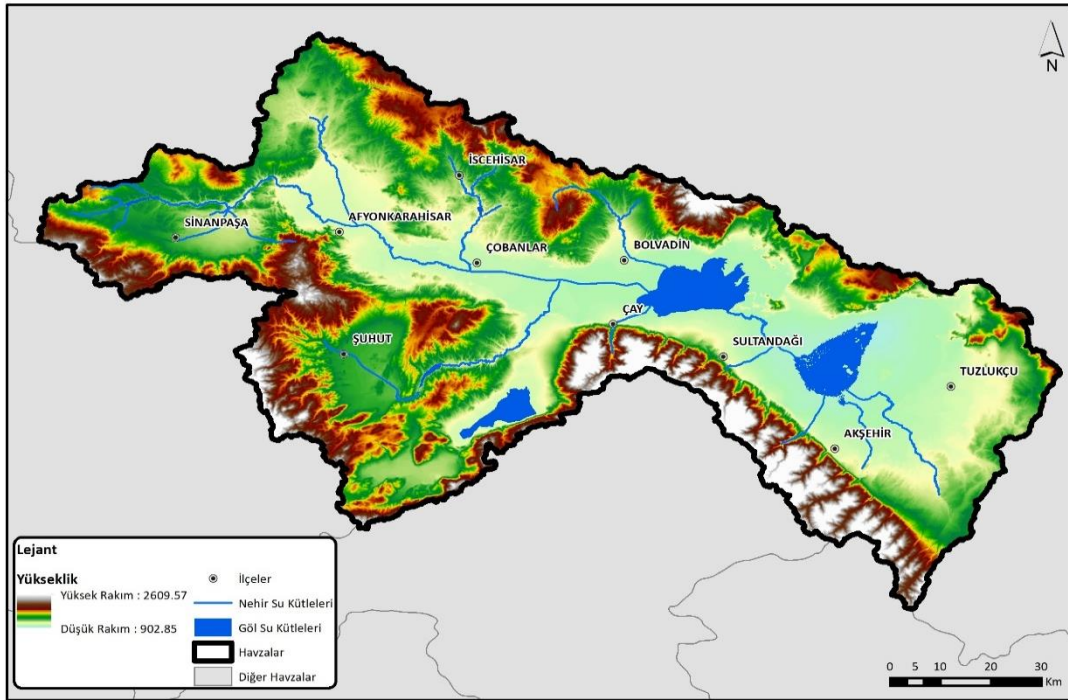 N
İSCEHİSAR
SİNANPAŞA
AFYONKARAHİSAR
ÇOBANLAR
BOLVADİN
ÇAY
ŞUHUT
SULTANDAĞI
TUZLUKÇU
AKŞEHİR
Lejant
Yükseklik
Yüksek Rakım : 2609.57
Düşük Rakım : 902.85
İlçeler
Nehir Su Kütleleri
Göl Su Kütleleri
Havzalar
Diğer Havzalar
0 5 10 20 30
Km